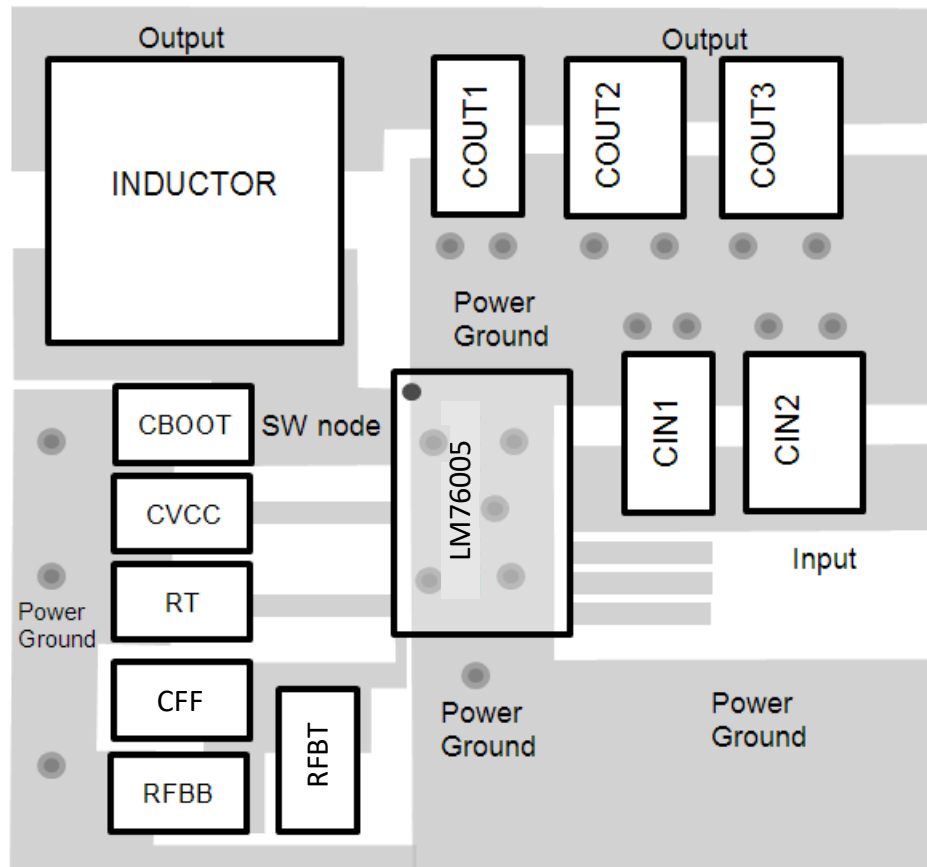 Output
Output
INDUCTOR
COUT1
COUT2
COUT3
Power
Ground
CIN1
CIN2
CBOOT
SW node
CVCC
LM76005
RT
Input
Power
Ground
CFF
RFBT
RFBB
Power
Ground
Power
Ground